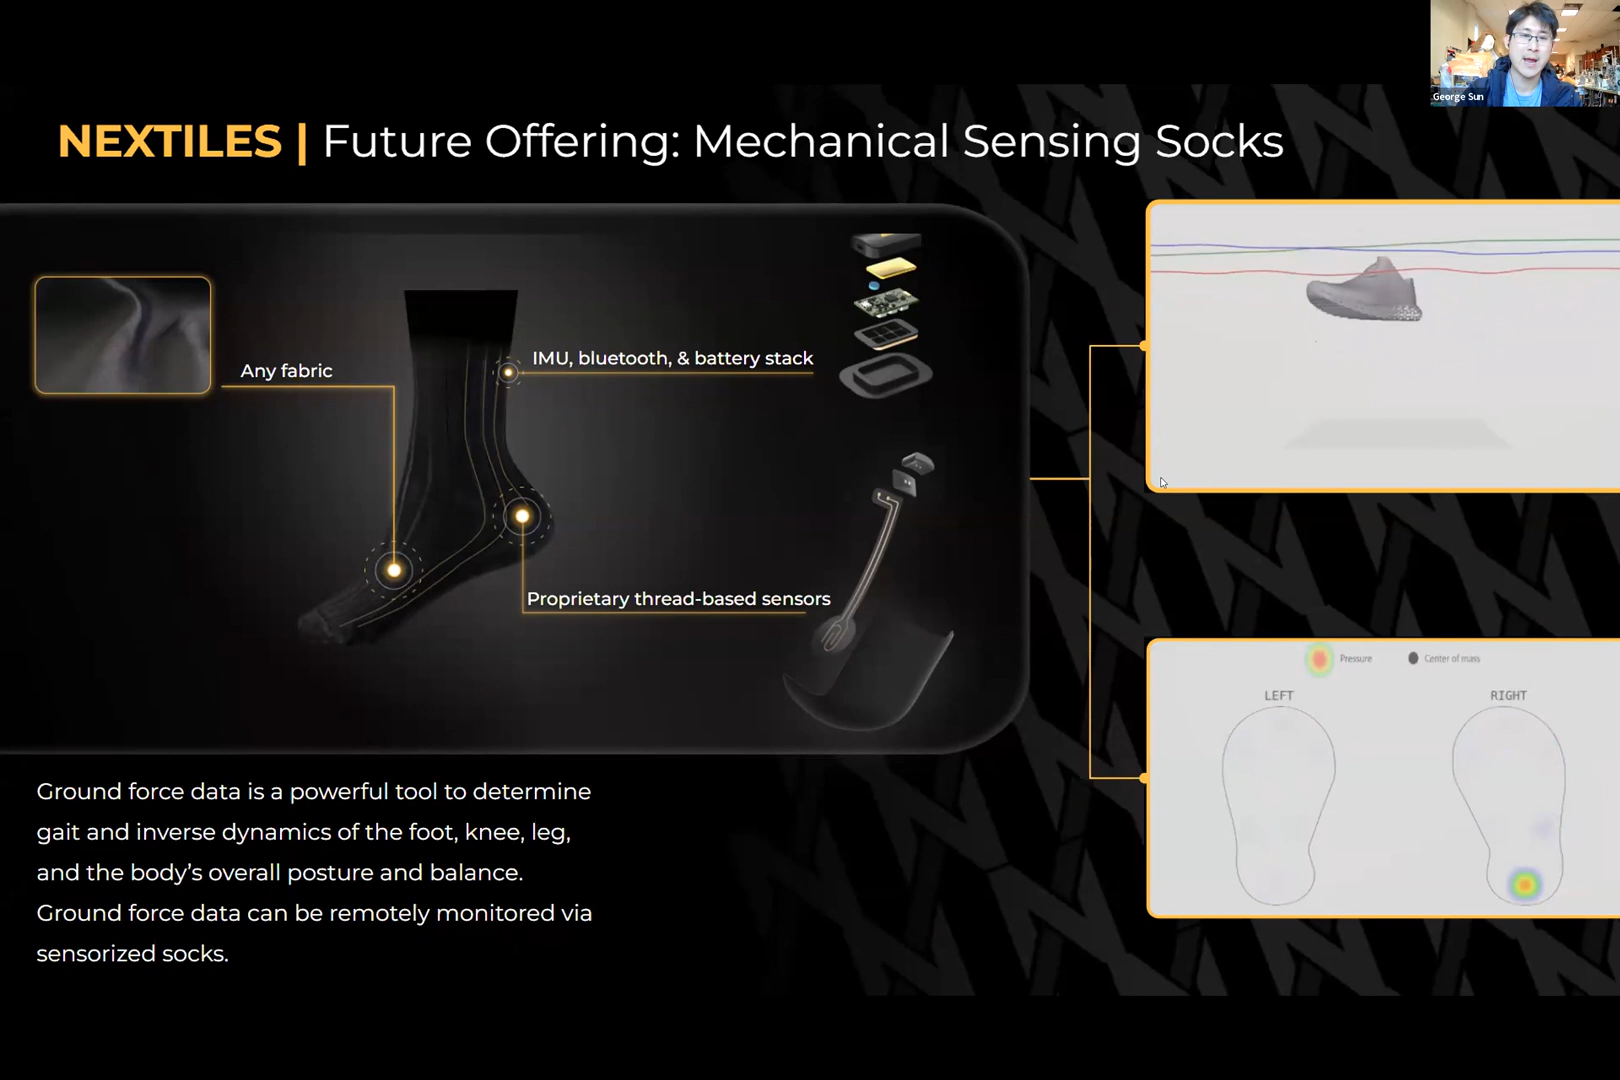 George Sun
NEXTILES | Future Offering: Mechanical Sensing Socks
Any fabric
IMU, bluetooth, & battery stack
Proprietary thread-based sensors
Pressure
Center of mass
LEFT
RIGHT
Ground force data is a powerful tool to determine
gait and inverse dynamics of the foot, knee, leg,
and the body’s overall posture and balance.
Ground force data can be remotely monitored via
sensorized socks.